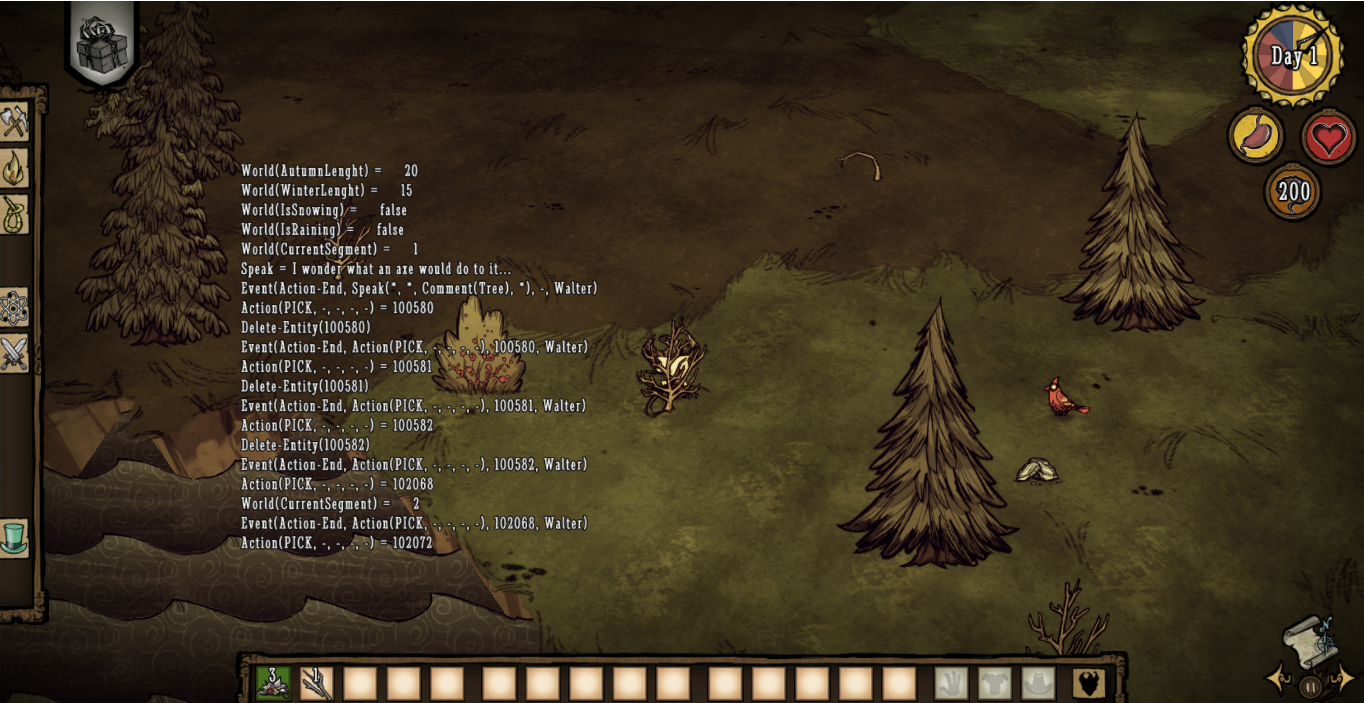 Day 1
200
World(AutumnLenght) = 20
World(WinterLenght) = 15
World(IsSnowing) = false
World(IsRaining) = false
World(CurrentSegment) = 1
Speak = I wonder what an axe would do to it...
Event(Action-End, Speak(*, *, Comment(Tree), *), -, Walter)
Action(PICK, -, -, -, -) = 100580
Delete-Entity(100580)
Event(Action-End, Action(PICK, -, -, -, -), 100580, Walter)
Action(PICK, -, -, -, -) = 100581
Delete-Entity(100581)
Event(Action-End, Action(PICK, -, -, -, -), 100581, Walter)
Action(PICK, -, -, -, -) = 100582
Delete-Entity(100582)
Event(Action-End, Action(PICK, -, -, -, -), 100582, Walter)
Action(PICK, -, -, -, -) = 102068
World(CurrentSegment) = 2
Event(Action-End, Action(PICK, -, -, -, -), 102068, Walter)
Action(PICK, -, -, -, -) = 102072
3
1